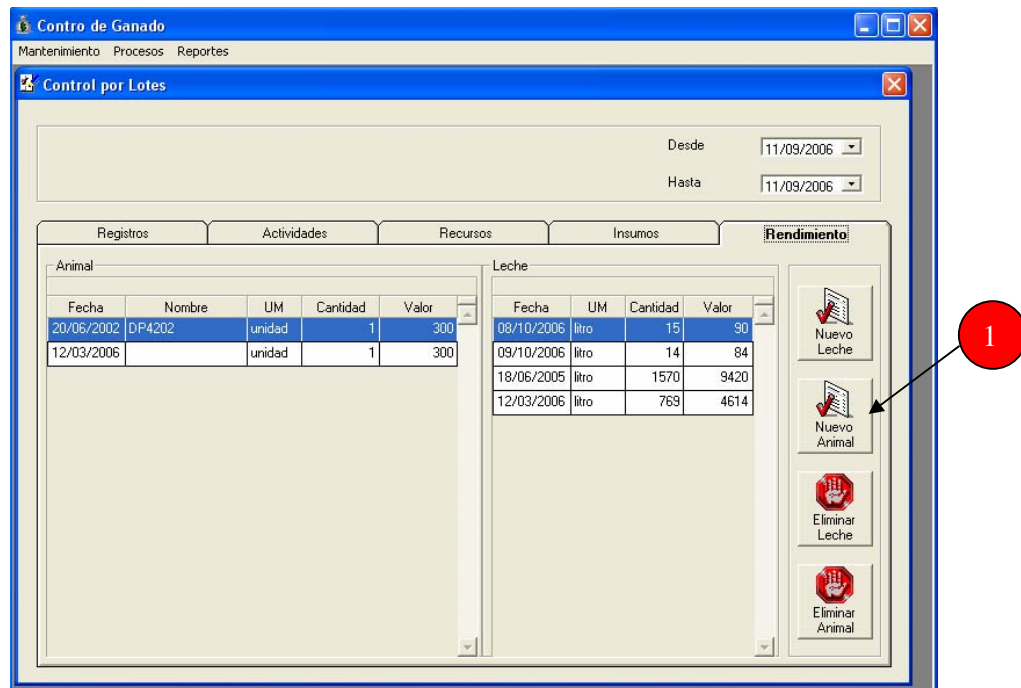 Contro de Ganado
Mantenimiento Procesos Reportes
Control por Lotes
Desde 11/09/2006
Hasta 11/09/2006
Registros Actividades Recursos Insumos Rendimiento
Animal
Fecha Nombre UM Cantidad Valor
20/06/2002 DP4202 unidad 1 300
12/03/2006 unidad 1 300
Leche
Fecha UM Cantidad Valor
08/10/2006 litro 15 90
09/10/2006 litro 14 84
18/06/2005 litro 1570 9420
12/03/2006 litro 769 4614
Nuevo
Leche
Nuevo
Animal
Eliminar
Leche
Eliminar
Animal
1